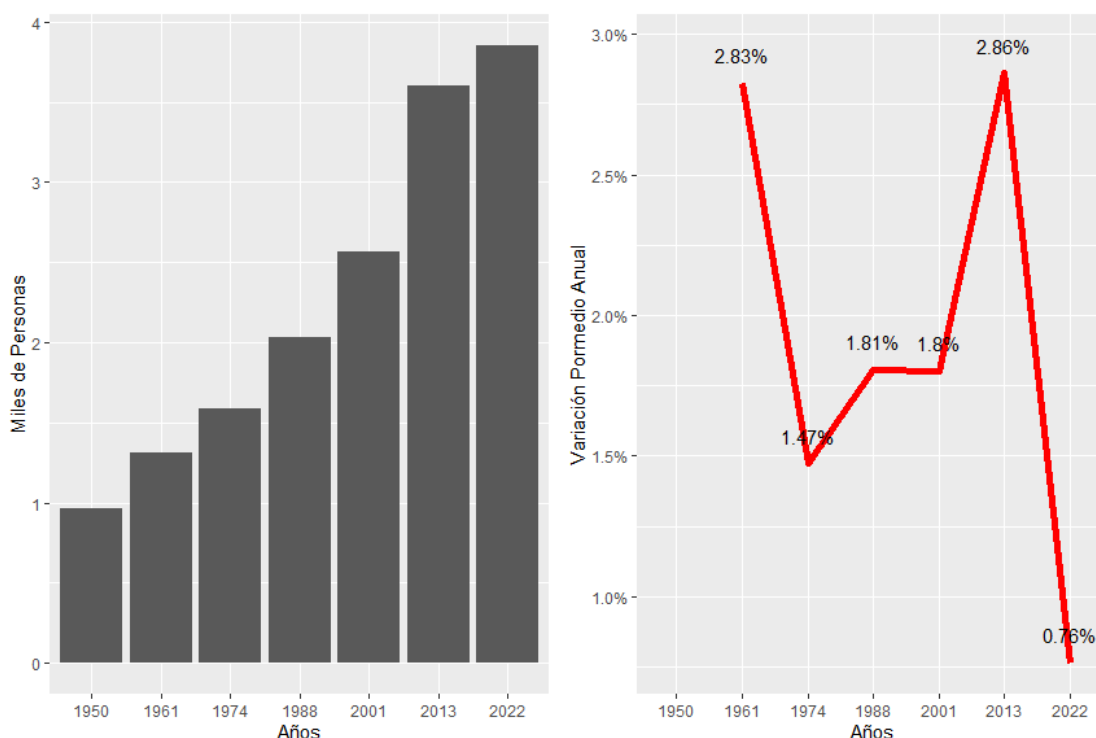 Miles de Personas
4
3
2
1
0
1950 1961 1974 1988 2001 2013 2022
Años
Variación Pormedio Anual
3.0%
2.5%
2.0%
1.5%
1.0%
2.83%
1.47%
1.81%
1.8%
2.86%
0.76%
1950 1961 1974 1988 2001 2013 2022
Años